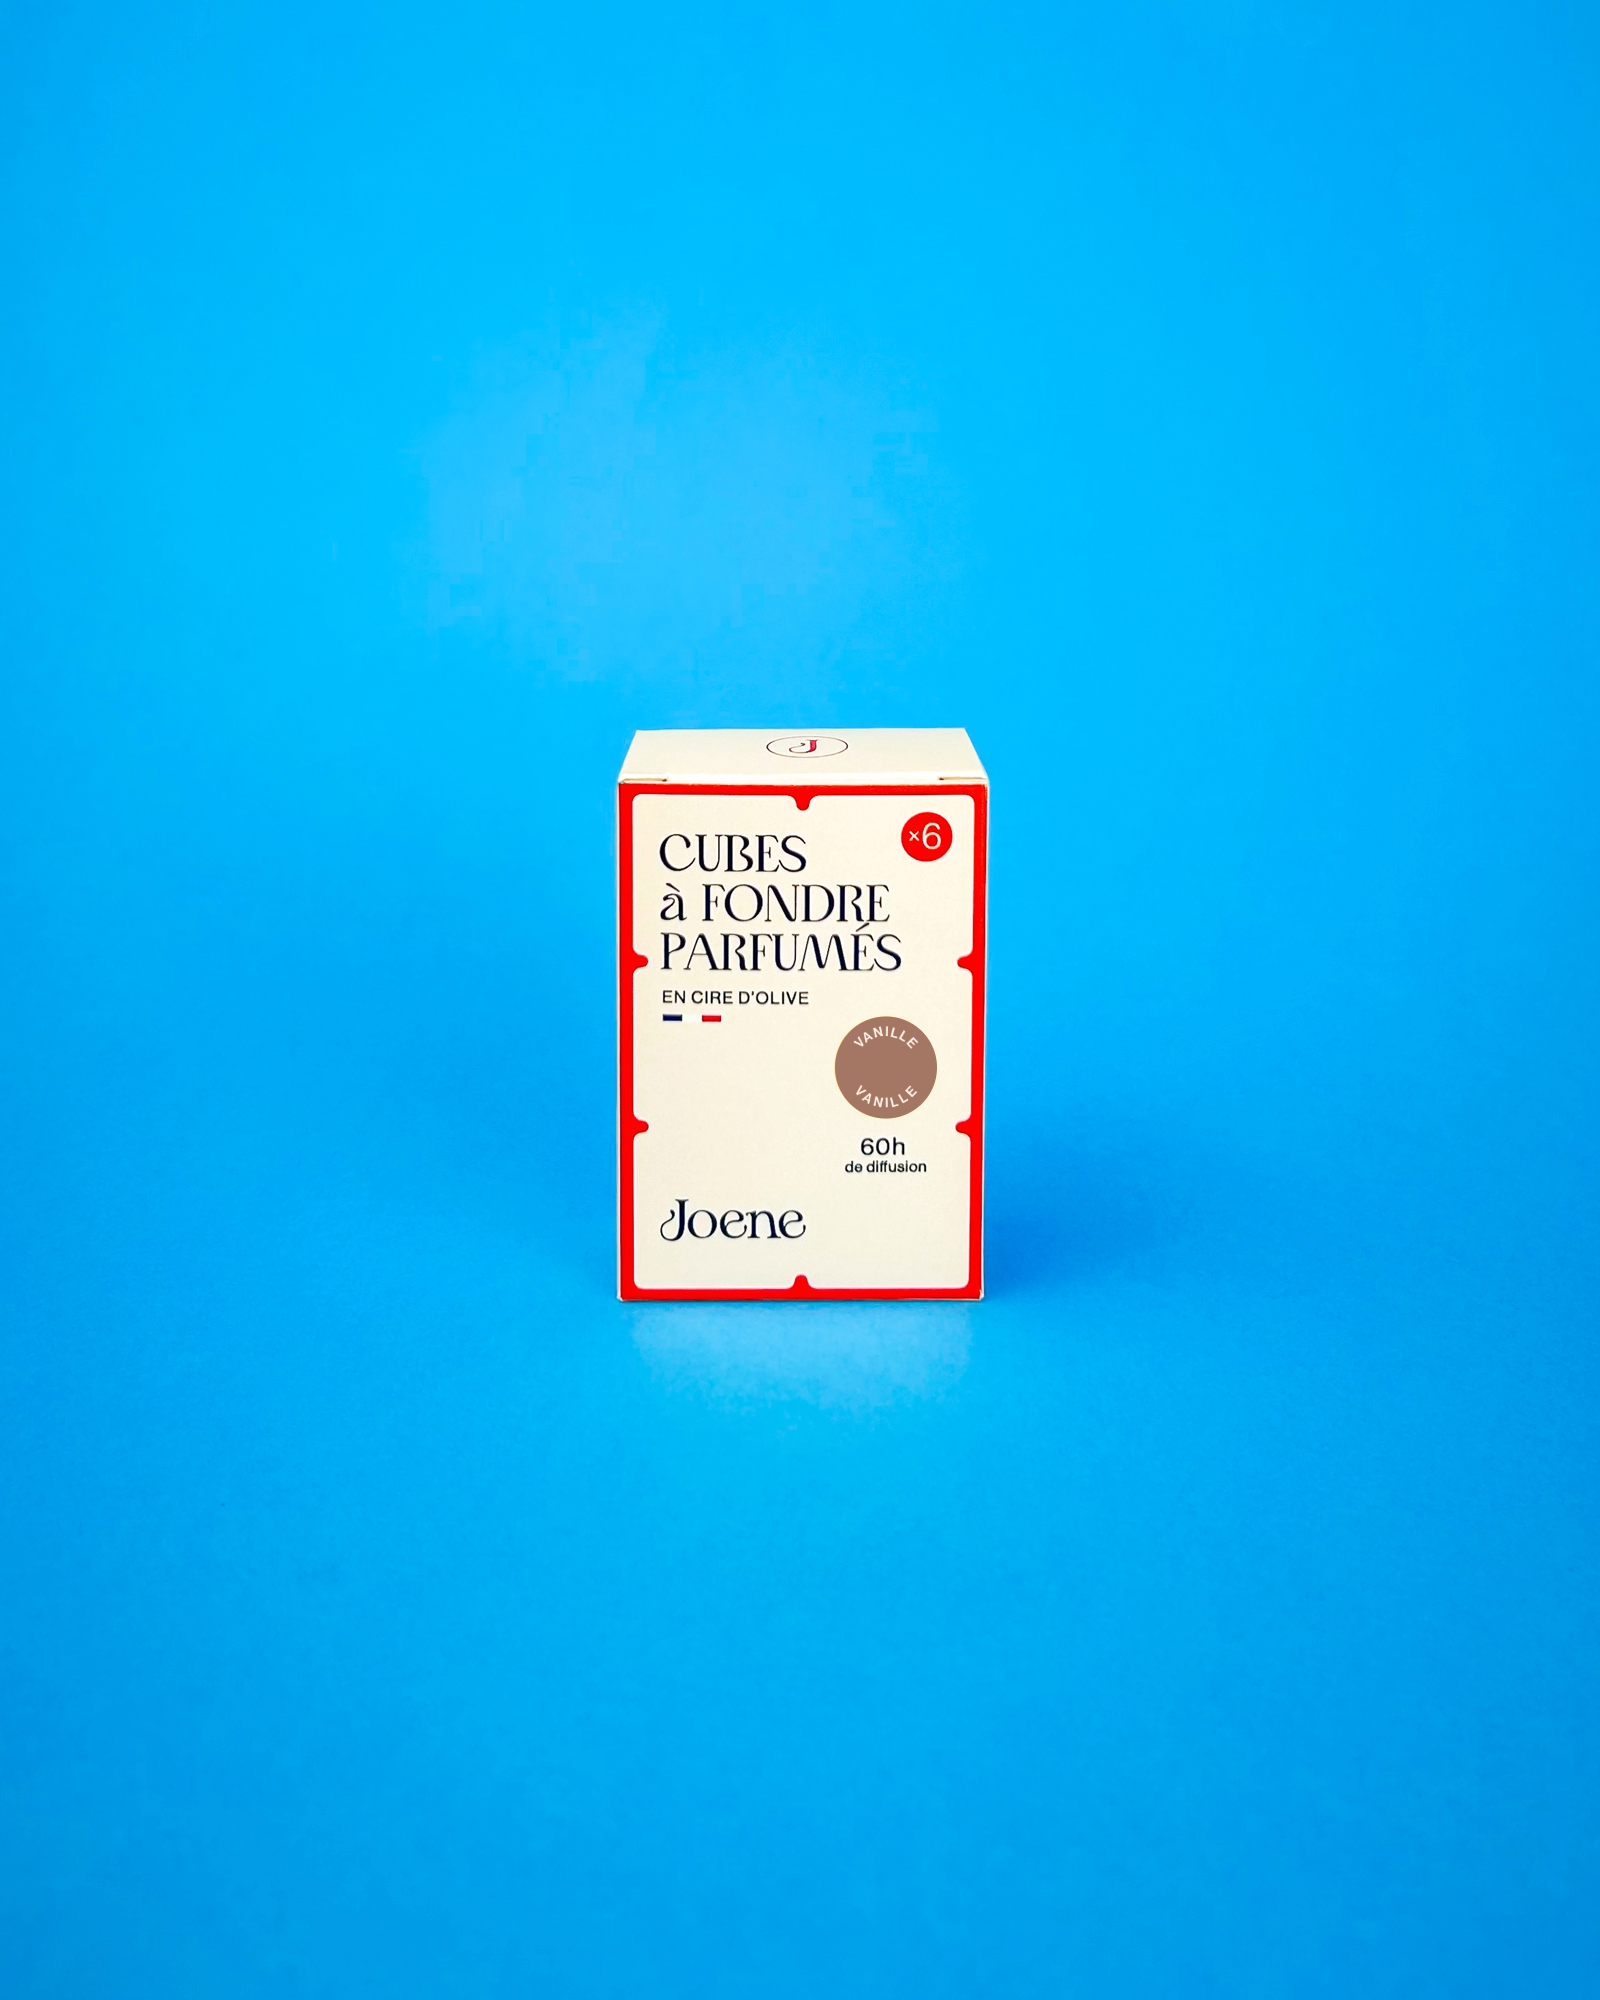 J
×6
CUBES
à FONDRE
PARFUMÉS
EN CIRE D'OLIVE
VANILLE
VANILLE
60h
de diffusion
Joene